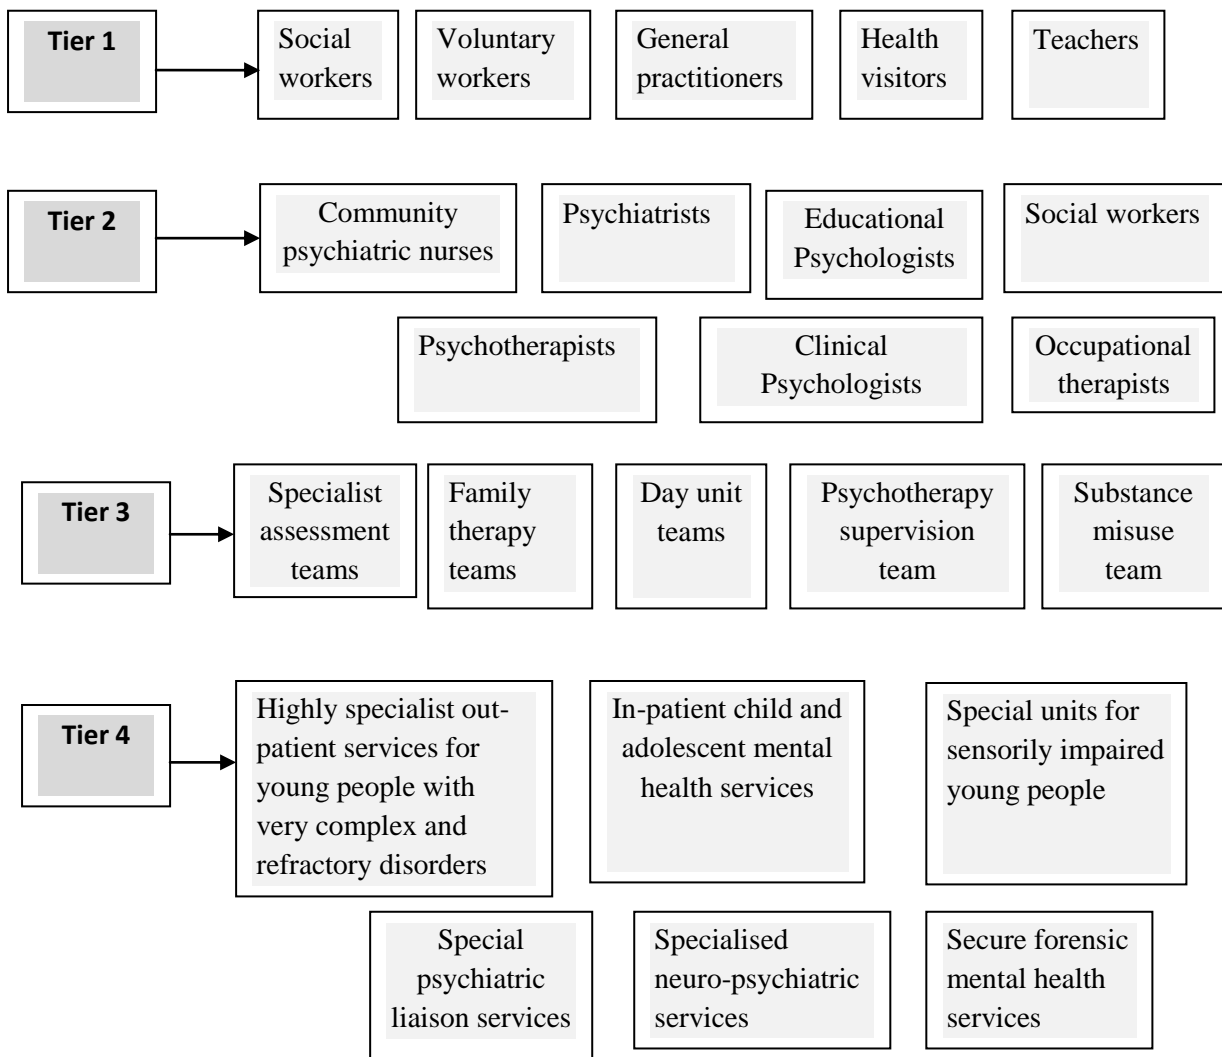 Tier 1
Social
workers
Voluntary
workers
General
practitioners
Health
visitors
Teachers
Tier 2
Community
psychiatric nurses
Psychiatrists
Educational
Psychologists
Social workers
Psychotherapists
Clinical
Psychologists
Occupational
therapists
Tier 3
Specialist
assessment
teams
Family
therapy
teams
Day unit
teams
Psychotherapy
supervision
team
Substance
misuse
team
Tier 4
Highly specialist out-
patient services for
young people with
very complex and
refractory disorders
In-patient child and
adolescent mental
health services
Special units for
sensorily impaired
young people
Special
psychiatric
liaison services
Specialised
neuro-psychiatric
services
Secure forensic
mental health
services